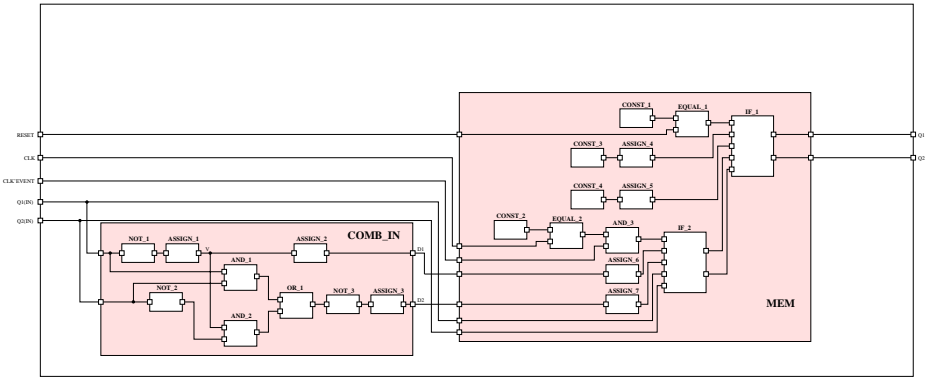 CONST_1
EQUAL_1
IF_1
RESET
Q1
CONST_3
ASSIGN_4
CLK
Q2
CLK'EVENT
CONST_4
ASSIGN_5
Q1(IN)
Q2(IN)
CONST_2
EQUAL_2
AND_3
IF_2
COMB_IN
NOT_1
ASSIGN_1
V
ASSIGN_2
D1
AND_1
ASSIGN_6
NOT_2
OR_1
NOT_3
ASSIGN_3
D2
ASSIGN_7
MEM
AND_2